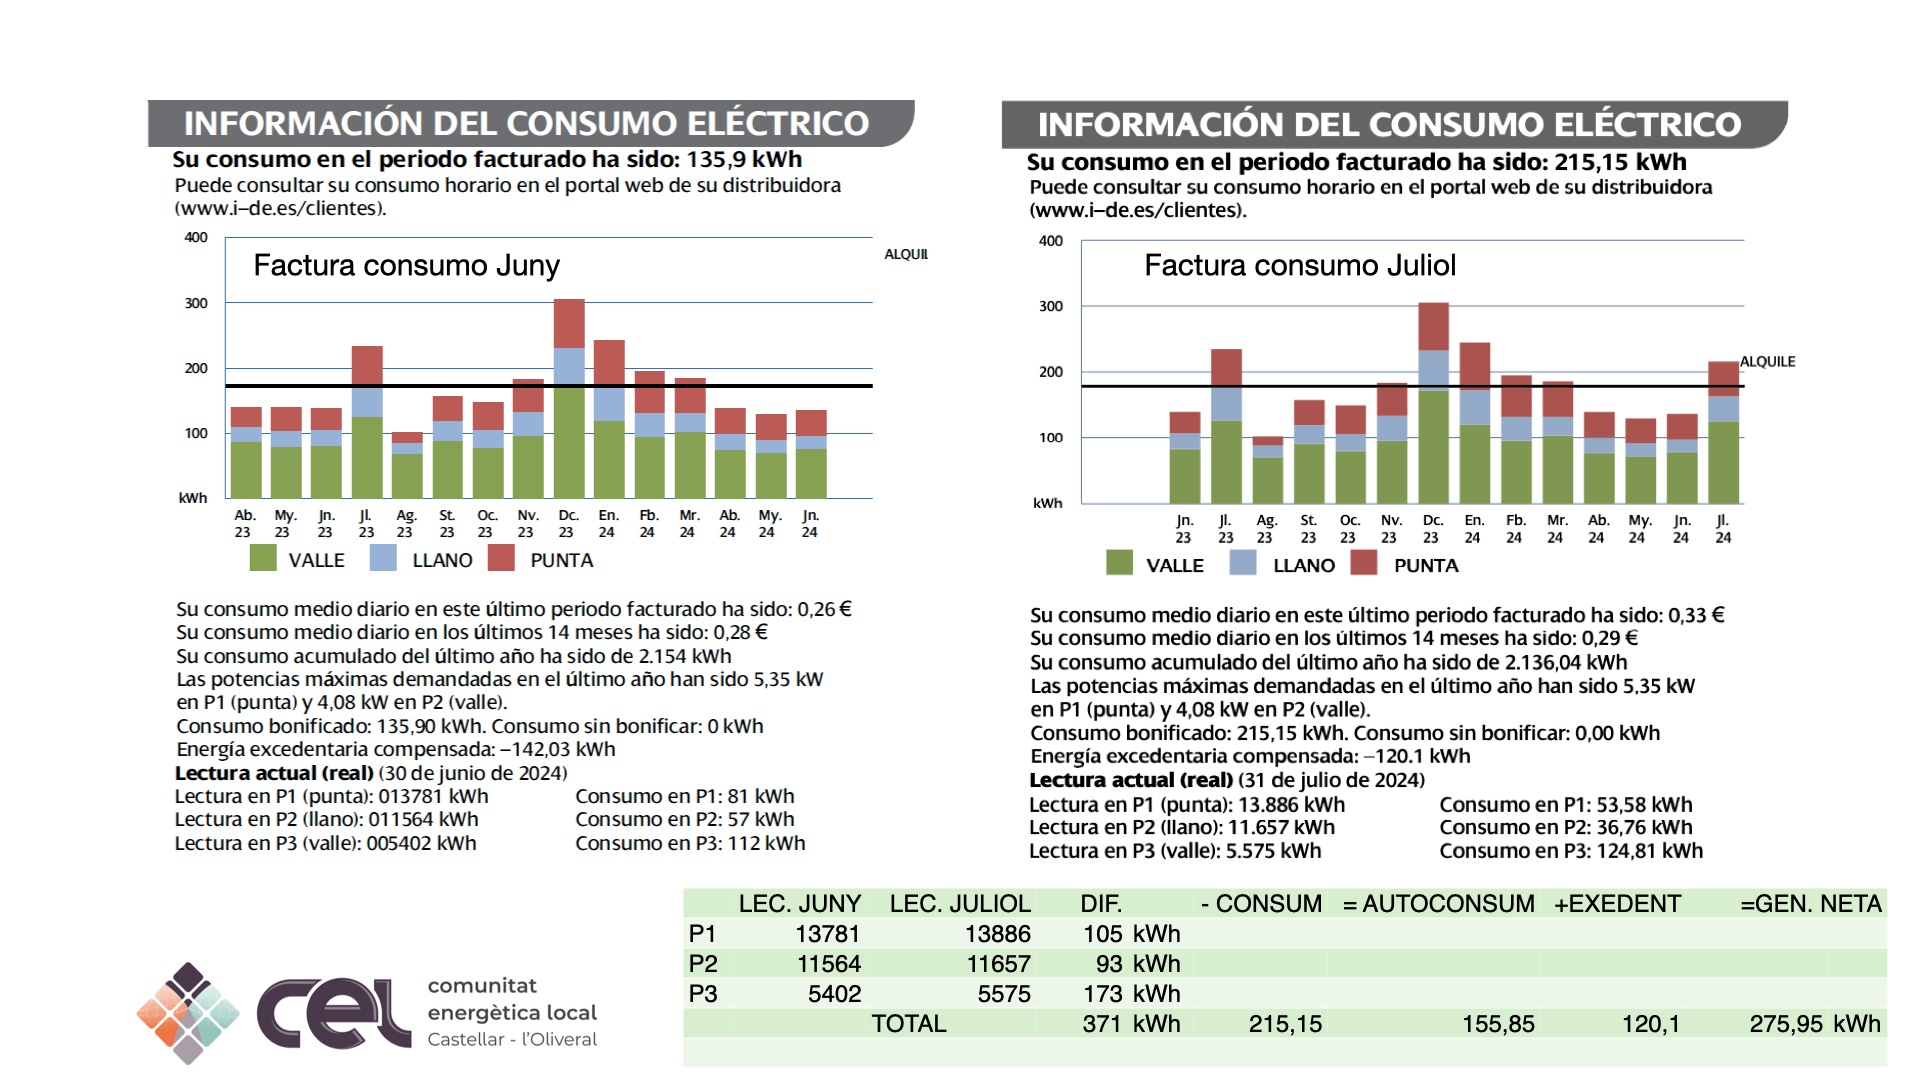 INFORMACIÓN DEL CONSUMO ELÉCTRICO
Su consumo en el periodo facturado ha sido: 135,9 kWh
Puede consultar su consumo horario en el portal web de su distribuidora
(www.i–de.es/clientes).
400
Factura consumo Juny
ALQUIL
300
200
100
kWh
Ab. My. Jn. Jl. Ag. St. Oc. Nv. Dc. En. Fb. Mr. Ab. My. Jn.
23 23 23 23 23 23 23 23 23 24 24 24 24 24 24
VALLE LLANO PUNTA
Su consumo medio diario en este último periodo facturado ha sido: 0,26 €
Su consumo medio diario en los últimos 14 meses ha sido: 0,28 €
Su consumo acumulado del último año ha sido de 2.154 kWh
Las potencias máximas demandadas en el último año han sido 5,35 kW
en P1 (punta) y 4,08 kW en P2 (valle).
Consumo bonificado: 135,90 kWh. Consumo sin bonificar: 0 kWh
Energía excedentaria compensada: –142,03 kWh
Lectura actual (real) (30 de junio de 2024)
Lectura en P1 (punta): 013781 kWh Consumo en P1: 81 kWh
Lectura en P2 (llano): 011564 kWh Consumo en P2: 57 kWh
Lectura en P3 (valle): 005402 kWh Consumo en P3: 112 kWh
INFORMACIÓN DEL CONSUMO ELÉCTRICO
Su consumo en el periodo facturado ha sido: 215,15 kWh
Puede consultar su consumo horario en el portal web de su distribuidora
(www.i–de.es/clientes).
400
Factura consumo Juliol
300
200
ALQUILE
100
kWh
Jn. Jl. Ag. St. Oc. Nv. Dc. En. Fb. Mr. Ab. My. Jn. Jl.
23 23 23 23 23 23 23 24 24 24 24 24 24 24
VALLE LLANO PUNTA
Su consumo medio diario en este último periodo facturado ha sido: 0,33 €
Su consumo medio diario en los últimos 14 meses ha sido: 0,29 €
Su consumo acumulado del último año ha sido de 2.136,04 kWh
Las potencias máximas demandadas en el último año han sido 5,35 kW
en P1 (punta) y 4,08 kW en P2 (valle).
Consumo bonificado: 215,15 kWh. Consumo sin bonificar: 0,00 kWh
Energía excedentaria compensada: –120.1 kWh
Lectura actual (real) (31 de julio de 2024)
Lectura en P1 (punta): 13.886 kWh Consumo en P1: 53,58 kWh
Lectura en P2 (llano): 11.657 kWh Consumo en P2: 36,76 kWh
Lectura en P3 (valle): 5.575 kWh Consumo en P3: 124,81 kWh
LEC. JUNY LEC. JULIOL DIF. - CONSUM = AUTOCONSUM +EXEDENT =GEN. NETA
P1 13781 13886 105 kWh
P2 11564 11657 93 kWh
P3 5402 5575 173 kWh
TOTAL 371 kWh 215,15 155,85 120,1 275,95 kWh
cel
comunitat
energètica local
Castellar - l'Oliveral